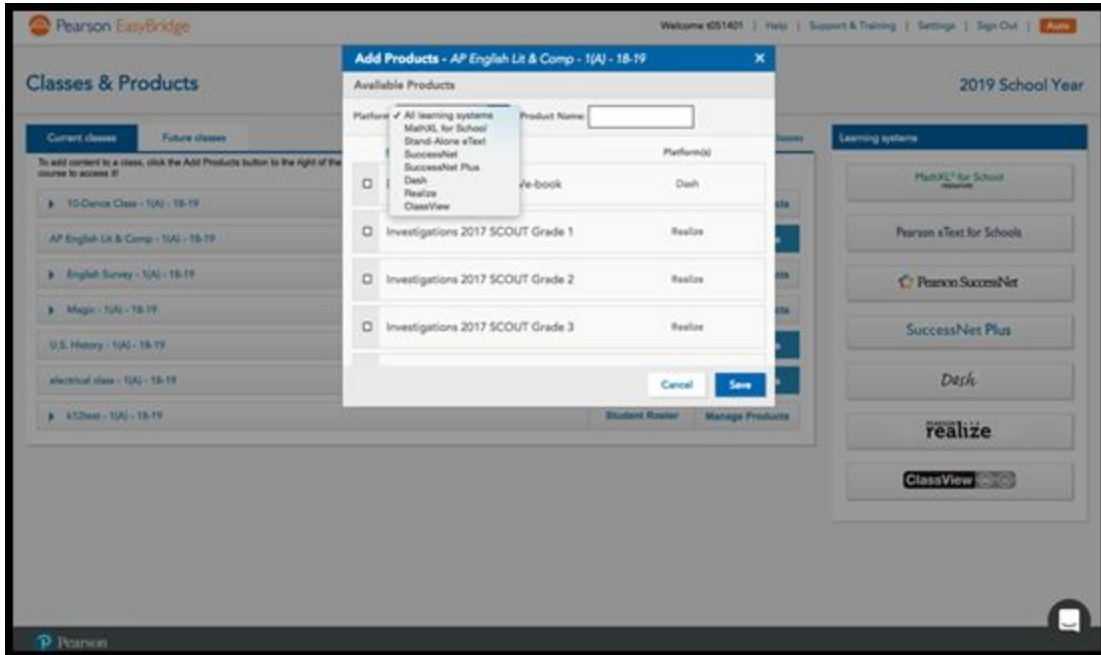 Pearson EasyBridge
Welcome t051401 | Help | Support & Training | Settings | Sign Out | Auto
Classes & Products
2019 School Year
Add Products - AP English Lit & Comp - 1(A) - 18-19
Available Products
Platform
Product Name:
✓ All learning systems
MathXL for School
Stand-Alone eText
SuccessNet
SuccessNet Plus
Dash
Realize
ClassView
Platform(s)
/e-book
Dash
Investigations 2017 SCOUT Grade 1
Realize
Investigations 2017 SCOUT Grade 2
Realize
Investigations 2017 SCOUT Grade 3
Realize
Cancel
Save
Current classes
Future classes
To add content to a class, click the Add Products button to the right of the
course to access it!
10-Dence Class - 1(A) - 18-19
AP English Lit & Comp - 1(A) - 18-19
English Survey - 1(A) - 18-19
Magic - 1(A) - 18-19
U.S. History - 1(A) - 18-19
electrical class - 1(A) - 18-19
k12test - 1(A) - 18-19
Student Roster
Manage Products
Learning systems
MathXL® for School
Pearson eText for Schools
Pearson SuccessNet
SuccessNet Plus
Dash
realize
ClassView
Pearson